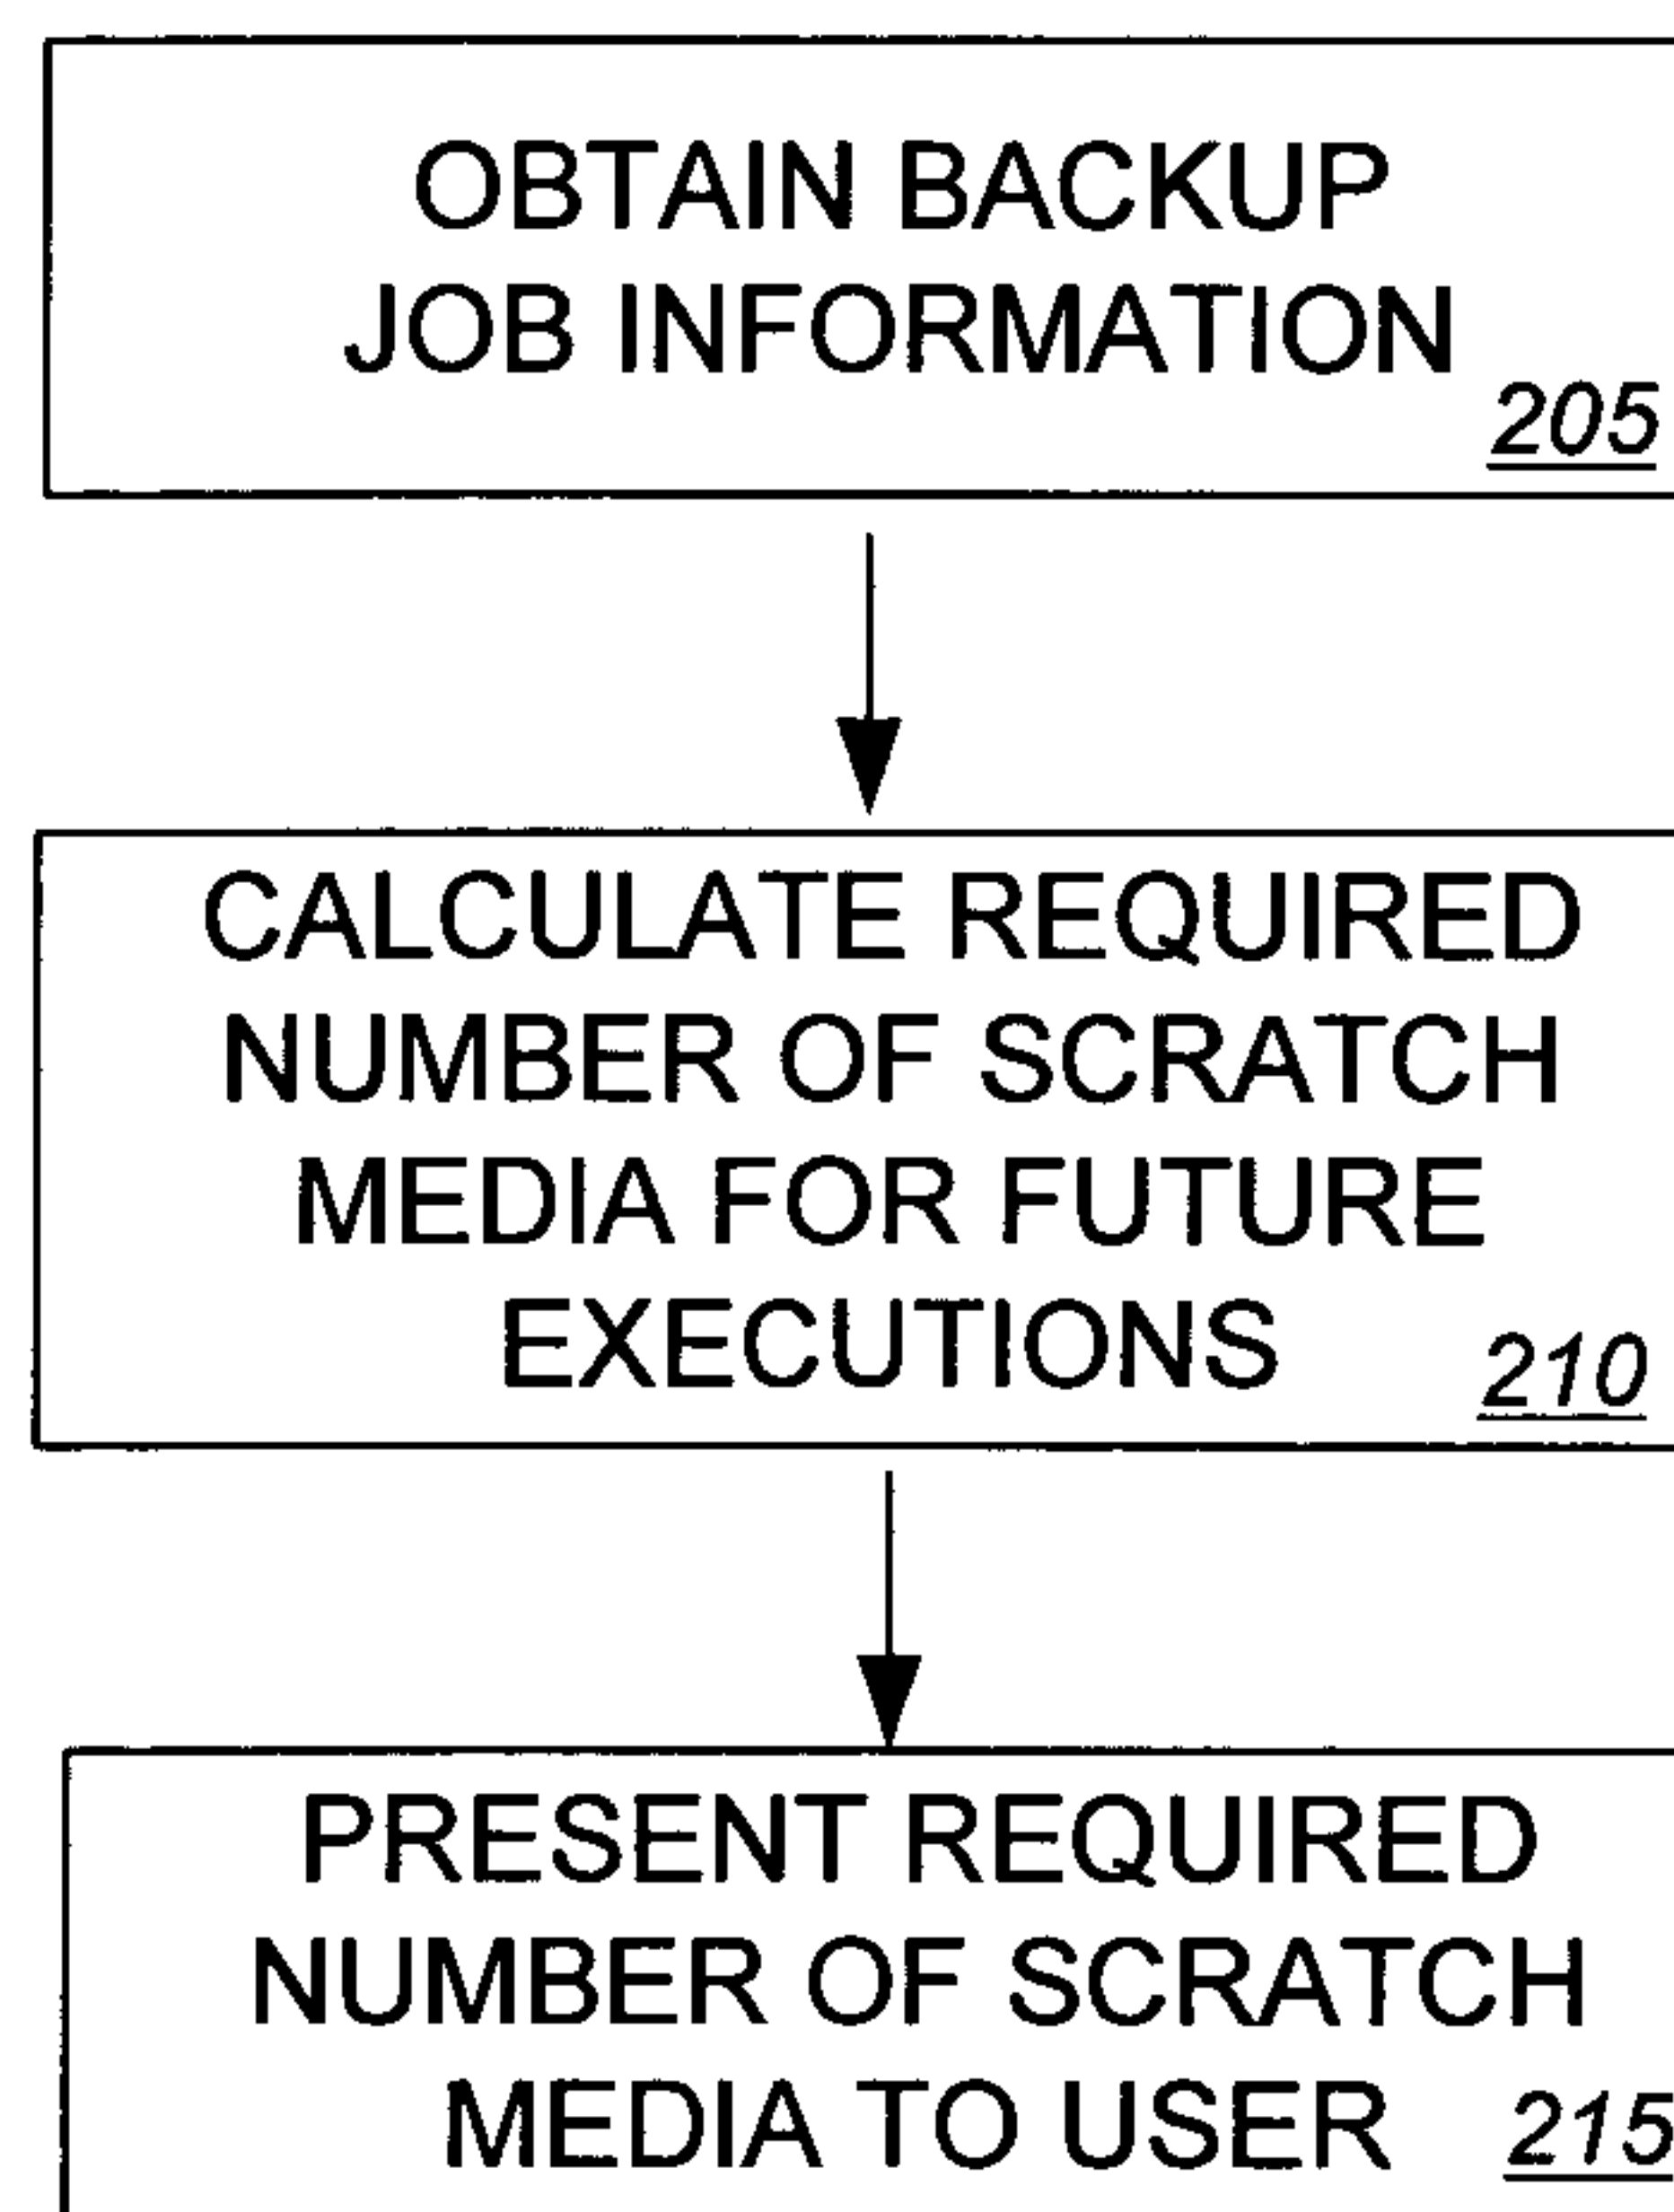 OBTAIN BACKUP
JOB INFORMATION
205
CALCULATE REQUIRED
NUMBER OF SCRATCH
MEDIA FOR FUTURE
EXECUTIONS
210
PRESENT REQUIRED
NUMBER OF SCRATCH
MEDIA TO USER
215